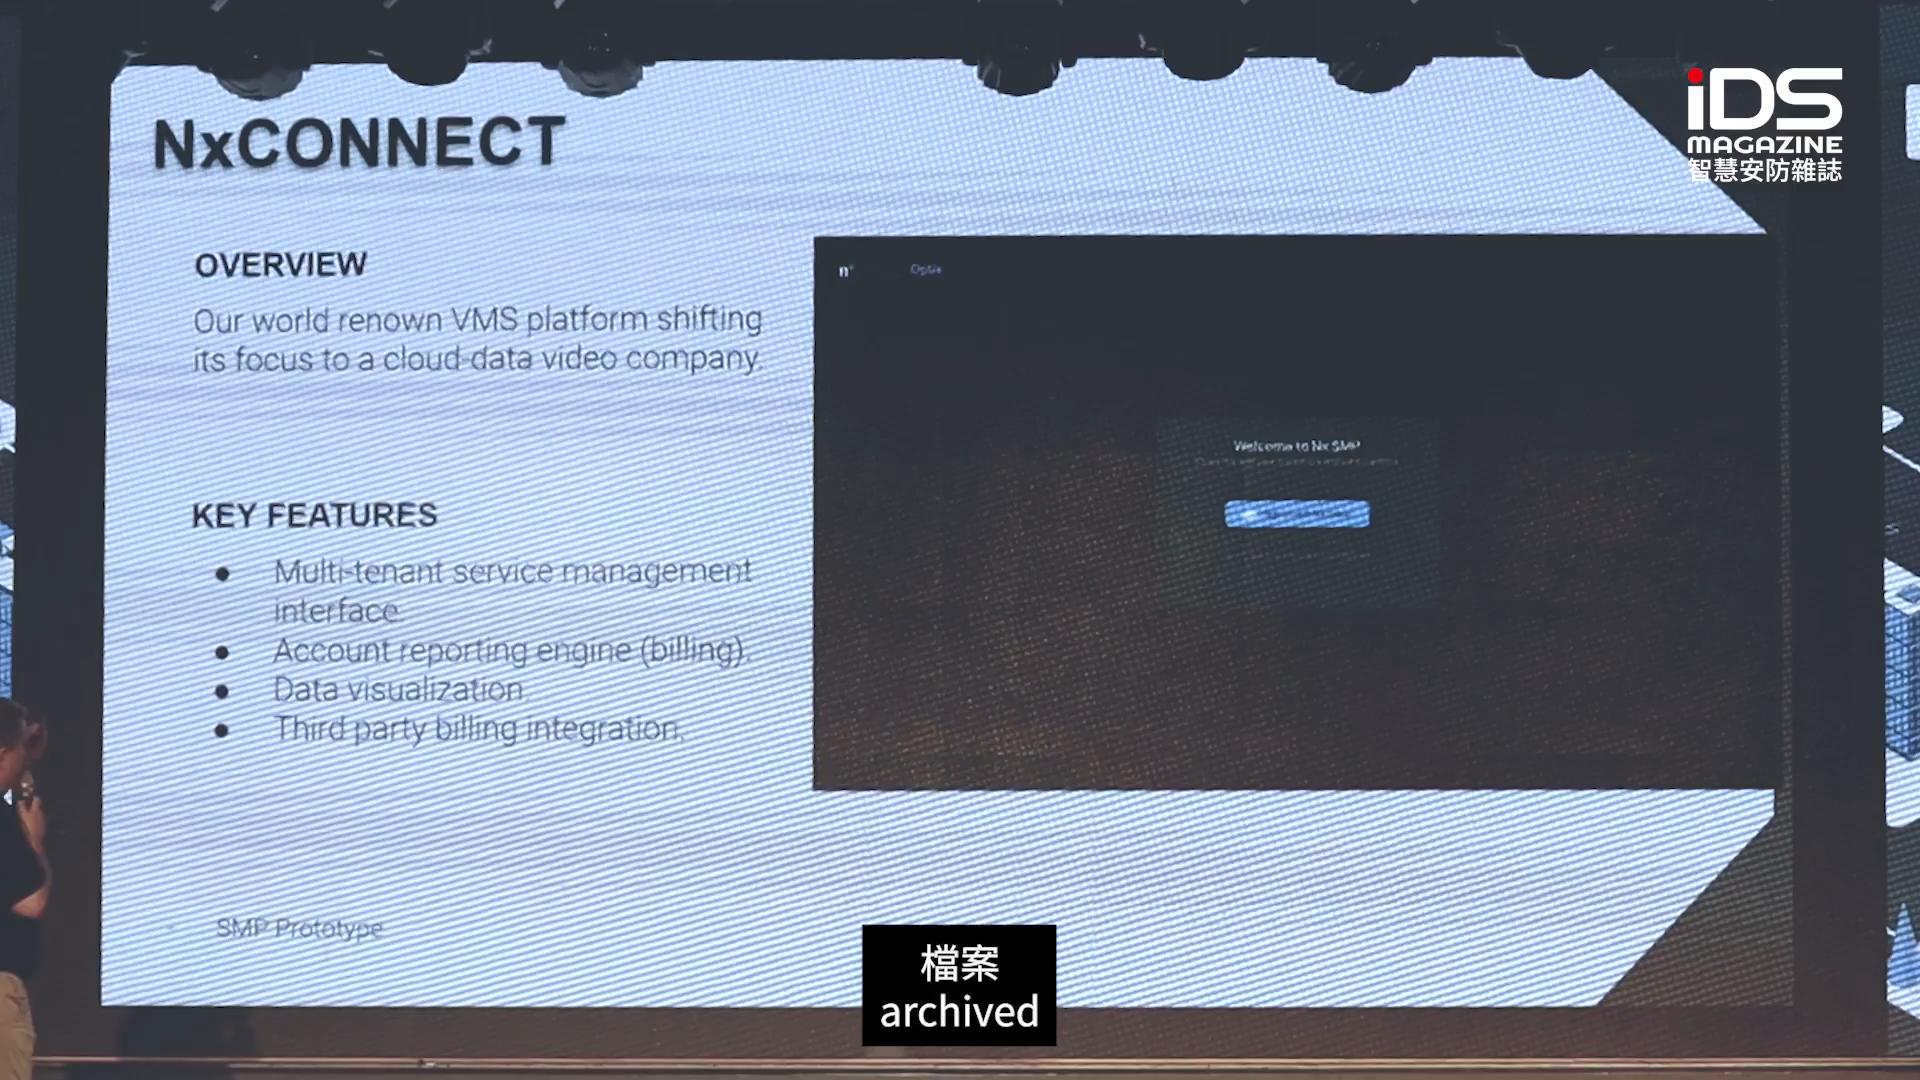 iDS
MAGAZINE
智慧安防雜誌
NxCONNECT
OVERVIEW
Our world renown VMS platform shifting
its focus to a cloud-data video company.
KEY FEATURES
● Multi-tenant service management
interface.
● Account reporting engine (billing).
● Data visualization.
● Third party billing integration.
SMP Prototype
n
Optix
Welcome to Nx SMP
檔案
archived